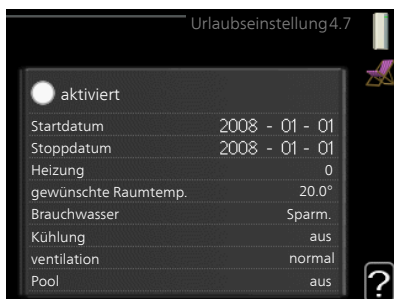 Urlaubseinstellung 4.7
aktiviert
Startdatum 2008 - 01 - 01
Stoppdatum 2008 - 01 - 01
Heizung 0
gewünschte Raumtemp. 20.0°
Brauchwasser Sparm.
Kühlung aus
ventilation normal
Pool aus
?